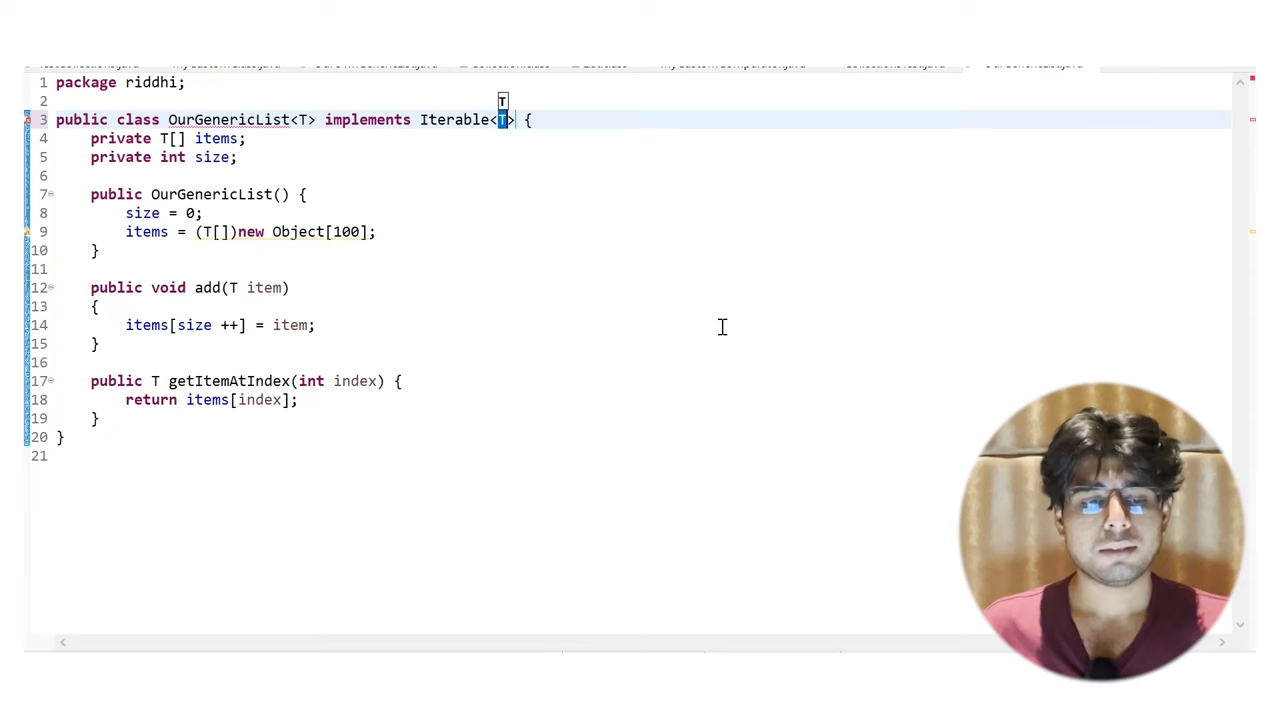 1 package riddhi;
2 T
3 public class OurGenericList<T> implements Iterable<T> {
4 private T[] items;
5 private int size;
6
7 public OurGenericList() {
8 size = 0;
9 items = (T[])new Object[100];
10 }
11
12 public void add(T item)
13 {
14 items[size ++] = item;
15 }
16
17 public T getItemAtIndex(int index) {
18 return items[index];
19 }
20 }
21